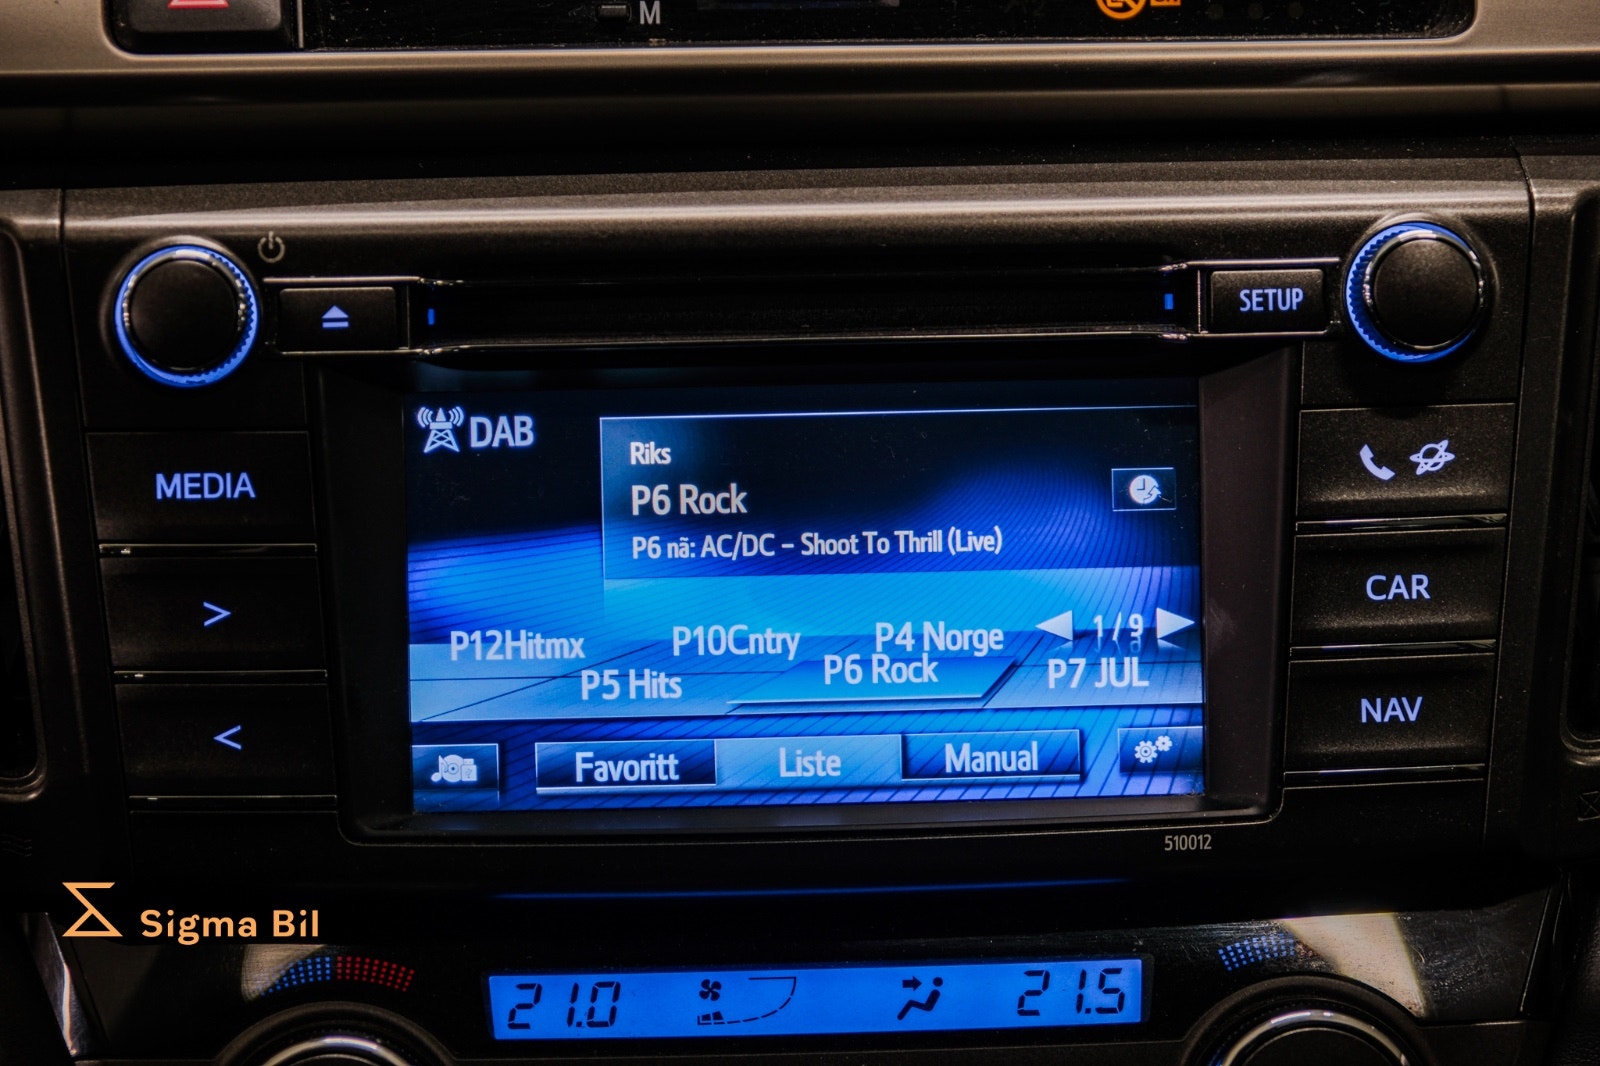 M
SETUP
DAB
Riks
P6 Rock
P6 nã: AC/DC – Shoot To Thrill (Live)
MEDIA
CAR
NAV
>
<
P12Hitmx
P10Cntry
P4 Norge
1 / 9
P5 Hits
P6 Rock
P7 JUL
Favoritt
Liste
Manual
510012
Sigma Bil
21.0
21.5